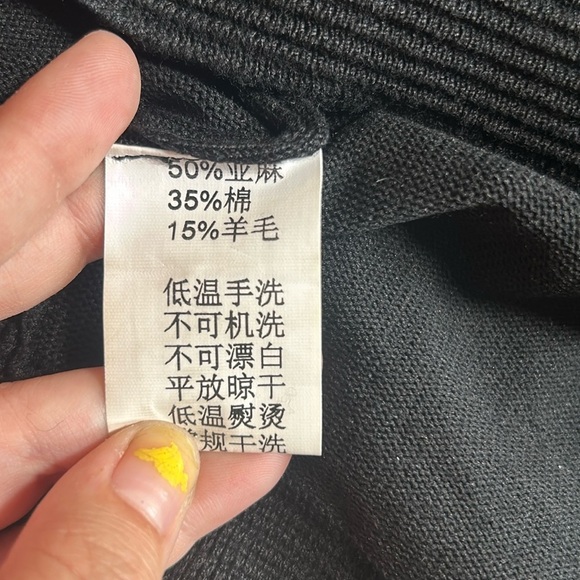 50%亚麻
35%棉
15%羊毛
低温手洗
不可机洗
不可漂白
平放晾干
低温熨烫
规干洗